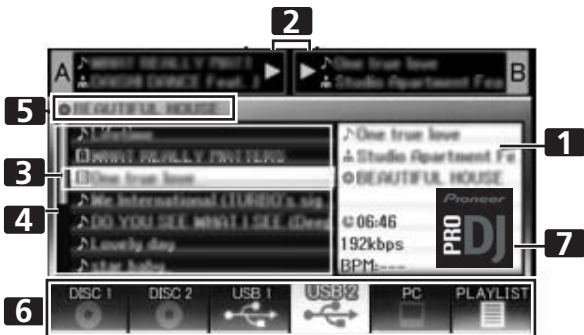 2
A
WHAT REALLY MATT
DAISHI DANCE feat. J
One true love
Studio Apartment Fea
B
5
BEAUTIFUL HOUSE
1
Lifetime
WHAT REALLY MATTERS
3
One true love
We International (TURBO's sig
4
DO YOU SEE WHAT I SEE (Deep
Lovely day
star baby
One true love
Studio Apartment Fe
BEAUTIFUL HOUSE
06:46
192kbps
BPM:---
Pioneer
PRO DJ
7
6
DISC 1
DISC 2
USB 1
USB 2
PC
PLAYLIST